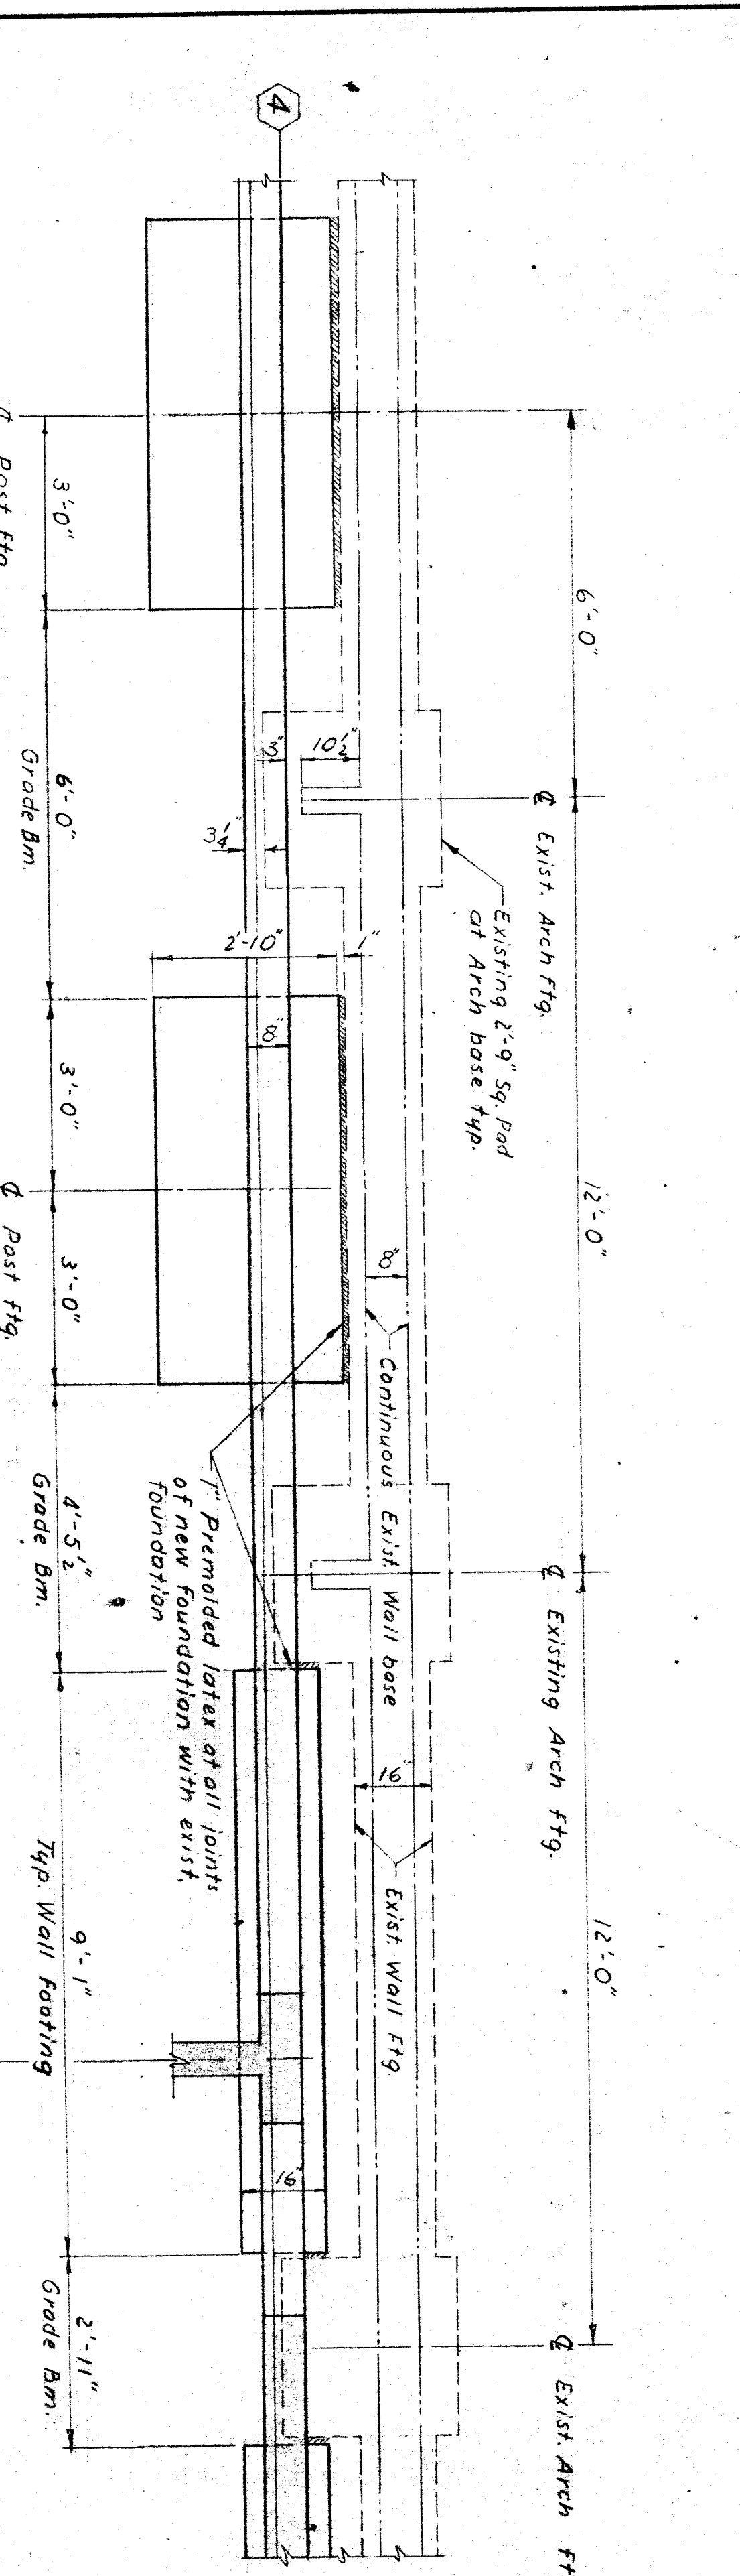 4
6'-0"
12'-0"
12'-0"
℄ Exist. Arch ftg.
℄ Existing Arch ftg.
℄ Exist. Arch ft
Existing 2'-9" Sq. Pad
at Arch base typ.
3"
10½"
3¼"
2'-10"
1"
8"
8"
Continuous Exist. Wall base
16"
Exist. Wall Ftg
1" Premolded latex at all joints
of new foundation with exist.
foundation
16"
3'-0"
6'-0"
Grade Bm.
3'-0"
3'-0"
4'-5½"
Grade Bm.
9'-1"
Typ. Wall footing
2'-11"
Grade Bm.
℄ Post ftg
℄ Post ftg.